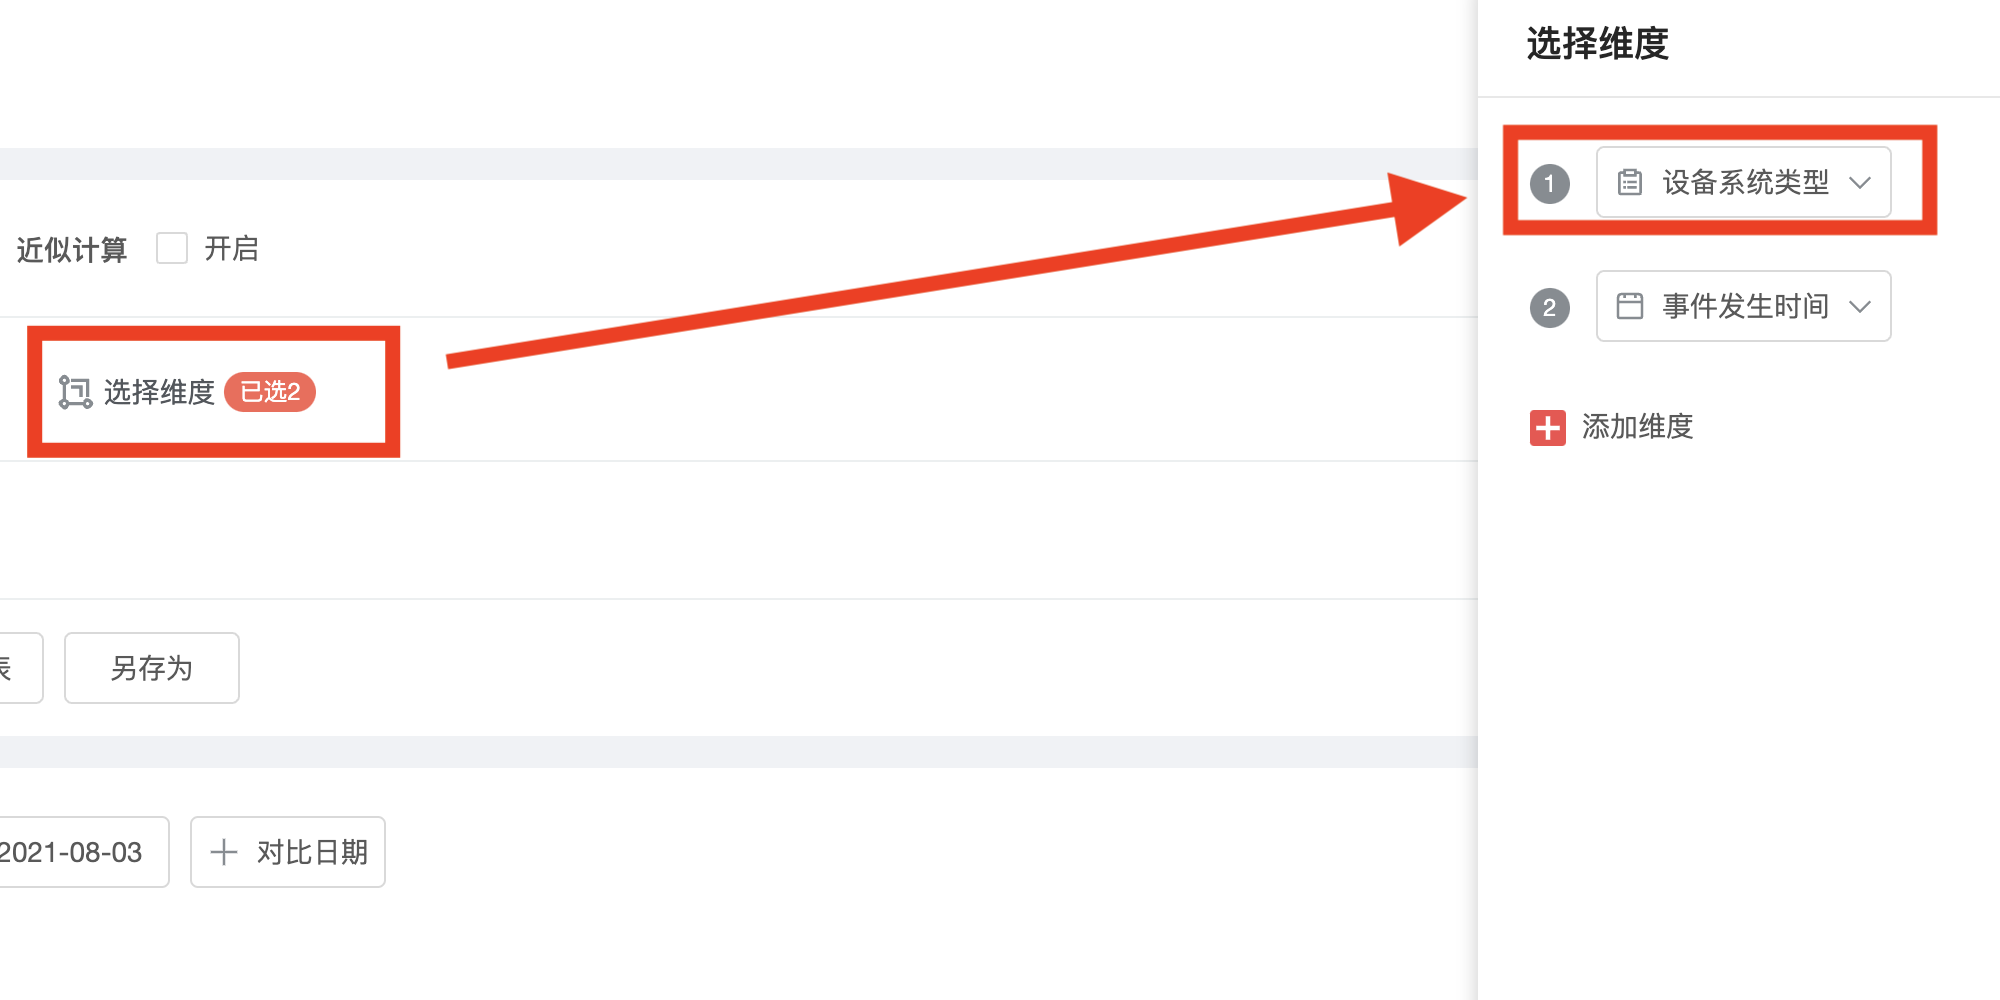 选择维度
1 设备系统类型
2 事件发生时间
添加维度
近似计算 开启
选择维度 已选2
另存为
2021-08-03
对比日期